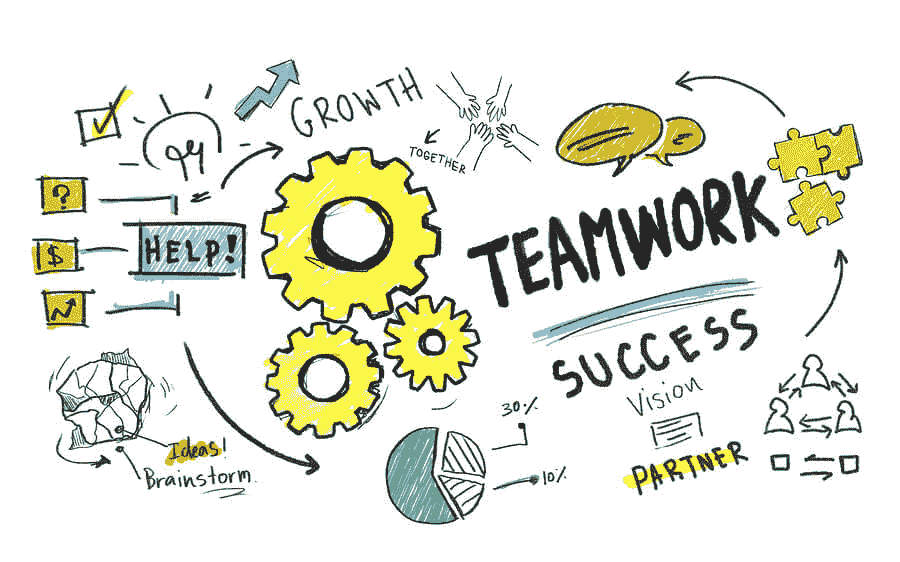 GROWTH
TOGETHER
?
$
HELP!
TEAMWORK
SUCCESS
Vision
PARTNER
30%
10%
Ideas!
Brainstorm.